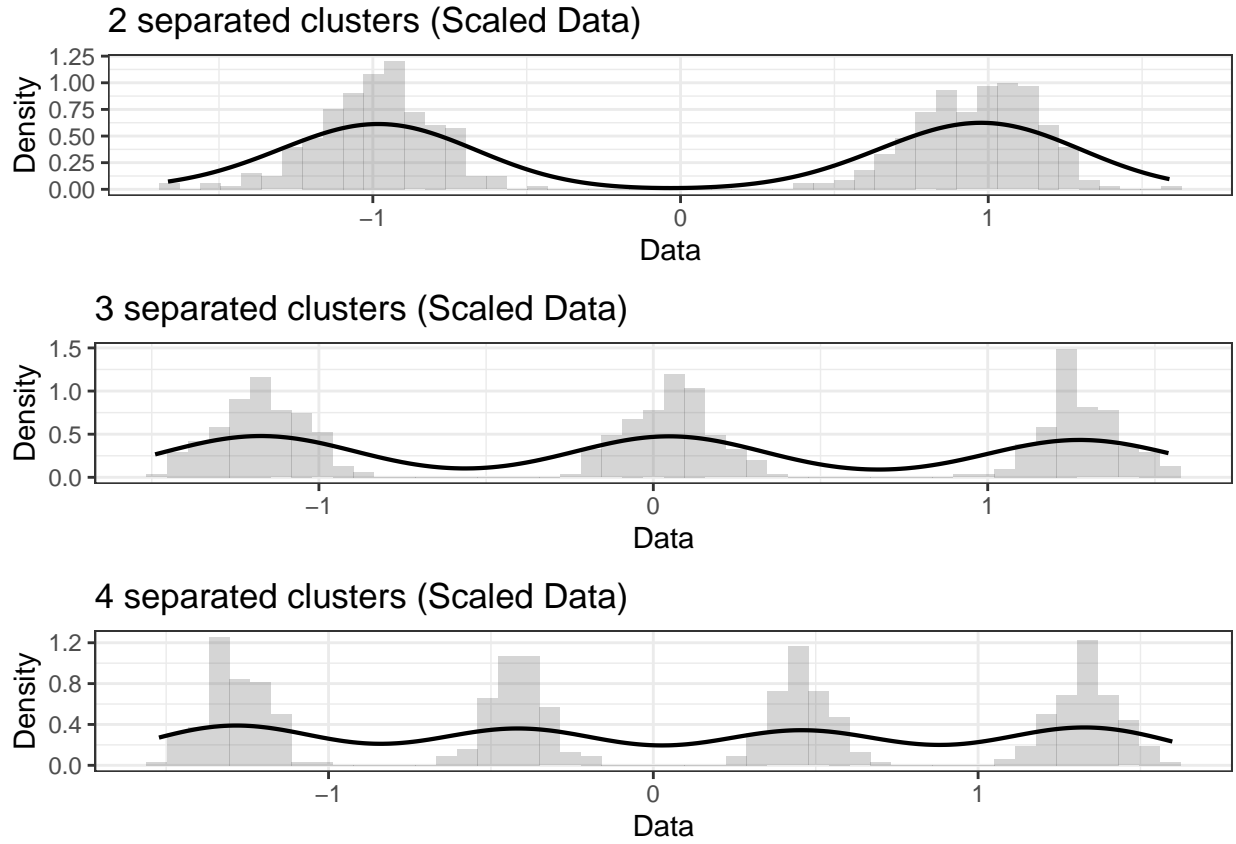 2 separated clusters (Scaled Data)
Density
1.25
1.00
0.75
0.50
0.25
0.00
−1 0 1
Data
3 separated clusters (Scaled Data)
Density
1.5
1.0
0.5
0.0
−1 0 1
Data
4 separated clusters (Scaled Data)
Density
1.2
0.8
0.4
0.0
−1 0 1
Data